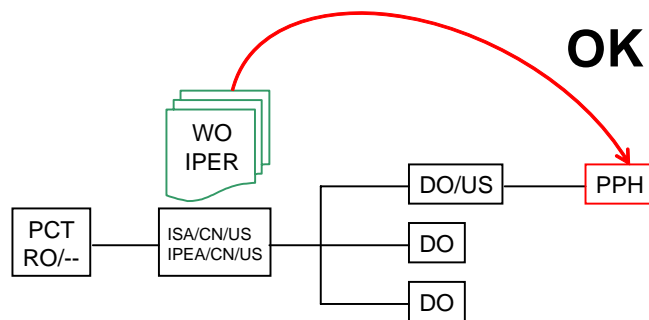 OK
WO
IPER
DO/US
PPH
PCT
RO/--
ISA/CN/US
IPEA/CN/US
DO
DO